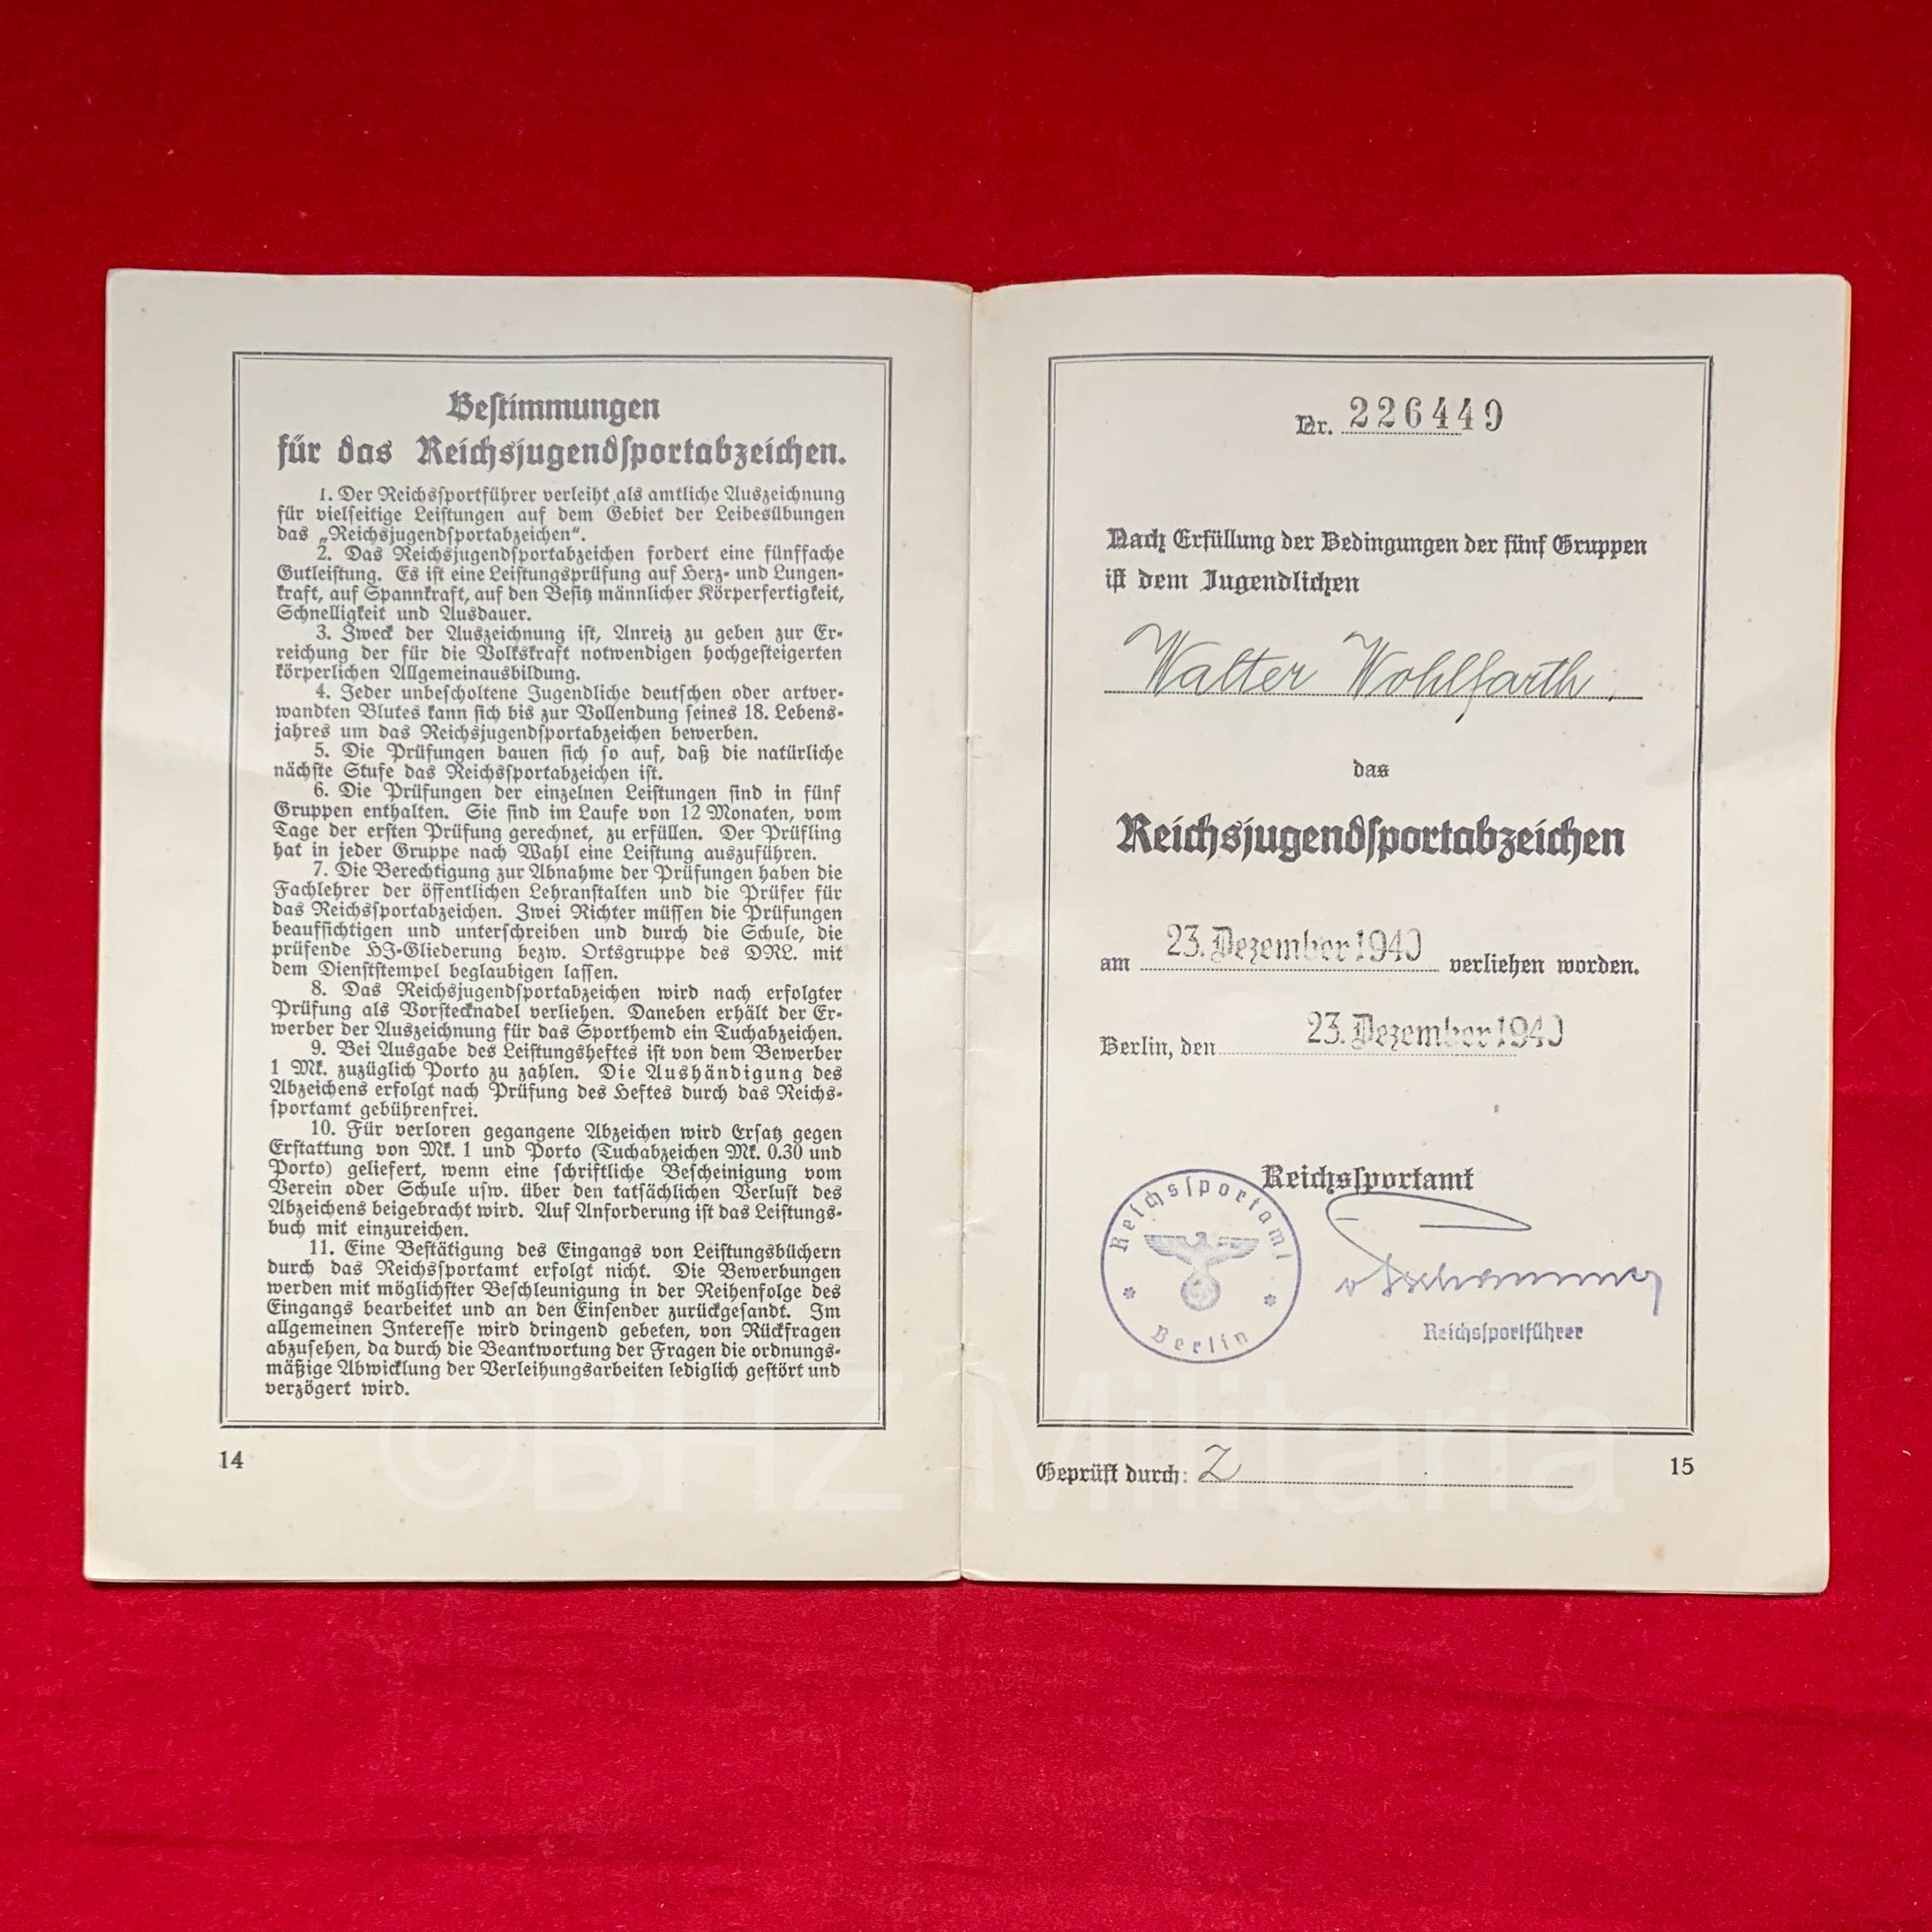 Bestimmungen
für das Reichsjugendsportabzeichen.
1. Der Reichssportführer verleiht als amtliche Auszeichnung
für vielseitige Leistungen auf dem Gebiet der Leibesübungen
das „Reichsjugendsportabzeichen“.
2. Das Reichsjugendsportabzeichen fordert eine fünffache
Gutleistung. Es ist eine Leistungsprüfung auf Herz- und Lungen-
kraft, auf Spannkraft, auf den Besitz männlicher Körperfertigkeit,
Schnelligkeit und Ausdauer.
3. Zweck der Auszeichnung ist, Anreiz zu geben zur Er-
reichung der für die Volkskraft notwendigen hochgesteigerten
körperlichen Allgemeinausbildung.
4. Jeder unbescholtene Jugendliche deutschen oder artver-
wandten Blutes kann sich bis zur Vollendung seines 18. Lebens-
jahres um das Reichsjugendsportabzeichen bewerben.
5. Die Prüfungen bauen sich so auf, daß die natürliche
nächste Stufe das Reichssportabzeichen ist.
6. Die Prüfungen der einzelnen Leistungen sind in fünf
Gruppen enthalten. Sie sind im Laufe von 12 Monaten, vom
Tage der ersten Prüfung gerechnet, zu erfüllen. Der Prüfling
hat in jeder Gruppe nach Wahl eine Leistung auszuführen.
7. Die Berechtigung zur Abnahme der Prüfungen haben die
Fachlehrer der öffentlichen Lehranstalten und die Prüfer für
das Reichssportabzeichen. Zwei Richter müssen die Prüfungen
beaufsichtigen und unterschreiben und durch die Schule, die
prüfende HJ-Gliederung bezw. Ortsgruppe des DRL. mit
dem Dienststempel beglaubigen lassen.
8. Das Reichsjugendsportabzeichen wird nach erfolgter
Prüfung als Vorstecknadel verliehen. Daneben erhält der Er-
werber der Auszeichnung für das Sporthemd ein Tuchabzeichen.
9. Bei Ausgabe des Leistungsheftes ist von dem Bewerber
1 Mk. zuzüglich Porto zu zahlen. Die Aushändigung des
Abzeichens erfolgt nach Prüfung des Heftes durch das Reichs-
sportamt gebührenfrei.
10. Für verloren gegangene Abzeichen wird Ersatz gegen
Erstattung von Mk. 1 und Porto (Tuchabzeichen Mk. 0.30 und
Porto) geliefert, wenn eine schriftliche Bescheinigung vom
Verein oder Schule usw. über den tatsächlichen Verlust des
Abzeichens beigebracht wird. Auf Anforderung ist das Leistungs-
buch mit einzureichen.
11. Eine Bestätigung des Eingangs von Leistungsbüchern
durch das Reichssportamt erfolgt nicht. Die Bewerbungen
werden mit möglichster Beschleunigung in der Reihenfolge des
Eingangs bearbeitet und an den Einsender zurückgesandt. Im
allgemeinen Interesse wird dringend gebeten, von Rückfragen
abzusehen, da durch die Beantwortung der Fragen die ordnungs-
mäßige Abwicklung der Verleihungsarbeiten lediglich gestört und
verzögert wird.
14
Nr. 226449
Nach Erfüllung der Bedingungen der fünf Gruppen
ist dem Jugendlichen
Walter Wohlfarth
das
Reichsjugendsportabzeichen
am 23. Dezember 1940 verliehen worden.
Berlin, den 23. Dezember 1940
Reichssportamt
Reichssportamt
Berlin
v Tschammer
Reichssportführer
Geprüft durch: Z
15
©BHZ Militaria